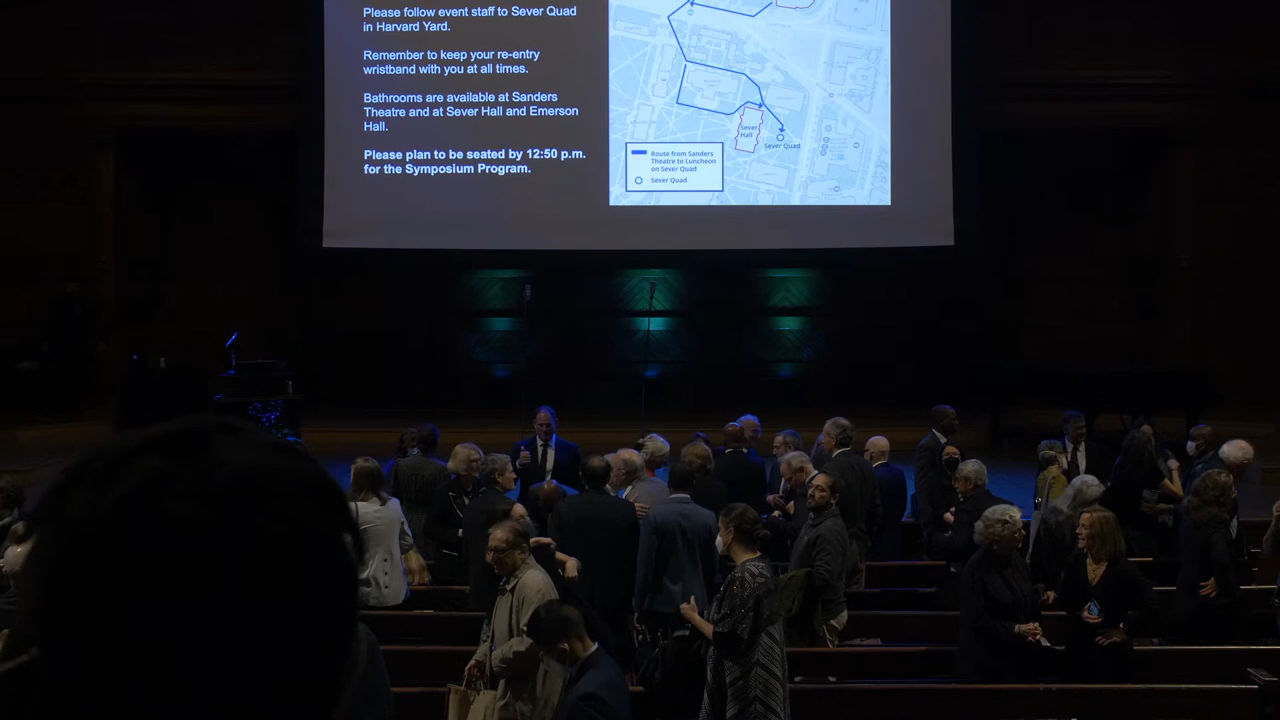 Please follow event staff to Sever Quad
in Harvard Yard.
Remember to keep your re-entry
wristband with you at all times.
Bathrooms are available at Sanders
Theatre and at Sever Hall and Emerson
Hall.
Please plan to be seated by 12:50 p.m.
for the Symposium Program.
Sever
Hall
Sever Quad
Route from Sanders
Theatre to Luncheon
on Sever Quad
Sever Quad